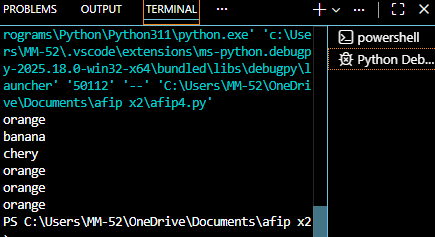 PROBLEMS OUTPUT TERMINAL ...
rograms\Python\Python311\python.exe' 'c:\Use
rs\MM-52\.vscode\extensions\ms-python.debugp
y-2025.18.0-win32-x64\bundled\libs\debugpy\l
auncher' '50112' '--' 'C:\Users\MM-52\OneDri
ve\Documents\afip x2\afip4.py'
orange
banana
chery
orange
orange
orange
PS C:\Users\MM-52\OneDrive\Documents\afip x2
powershell
Python Deb...